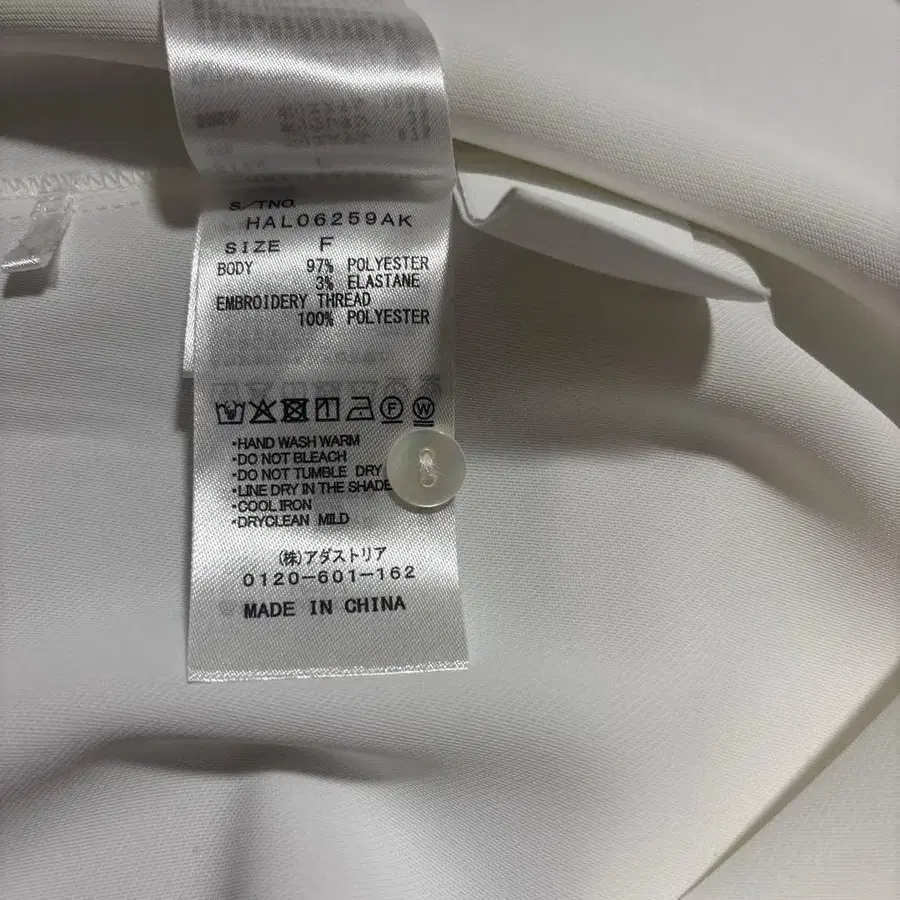 S/TNO.
HAL06259AK
SIZE F
BODY 97% POLYESTER
3% ELASTANE
EMBROIDERY THREAD
100% POLYESTER
•HAND WASH WARM
•DO NOT BLEACH
•DO NOT TUMBLE DRY
•LINE DRY IN THE SHADE
•COOL IRON
•DRYCLEAN MILD
(株)アダストリア
0120-601-162
MADE IN CHINA